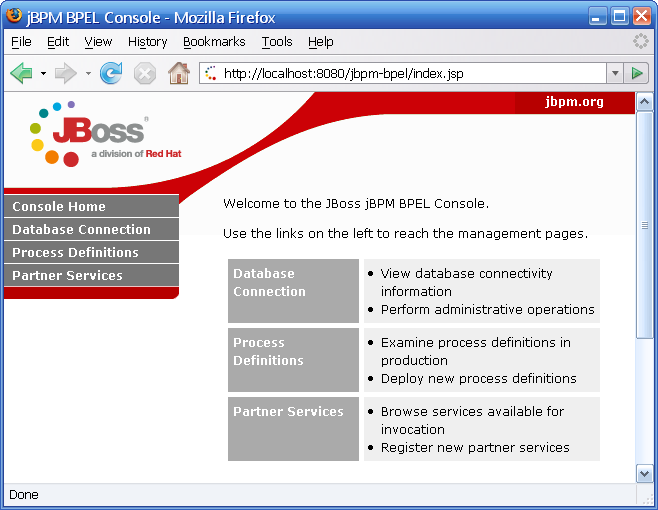 jBPM BPEL Console - Mozilla Firefox
File Edit View History Bookmarks Tools Help
http://localhost:8080/jbpm-bpel/index.jsp
jbpm.org
JBoss®
a division of Red Hat
Console Home
Database Connection
Process Definitions
Partner Services
Welcome to the JBoss jBPM BPEL Console.
Use the links on the left to reach the management pages.
Database
Connection
• View database connectivity
information
• Perform administrative operations
Process
Definitions
• Examine process definitions in
production
• Deploy new process definitions
Partner Services
• Browse services available for
invocation
• Register new partner services
Done